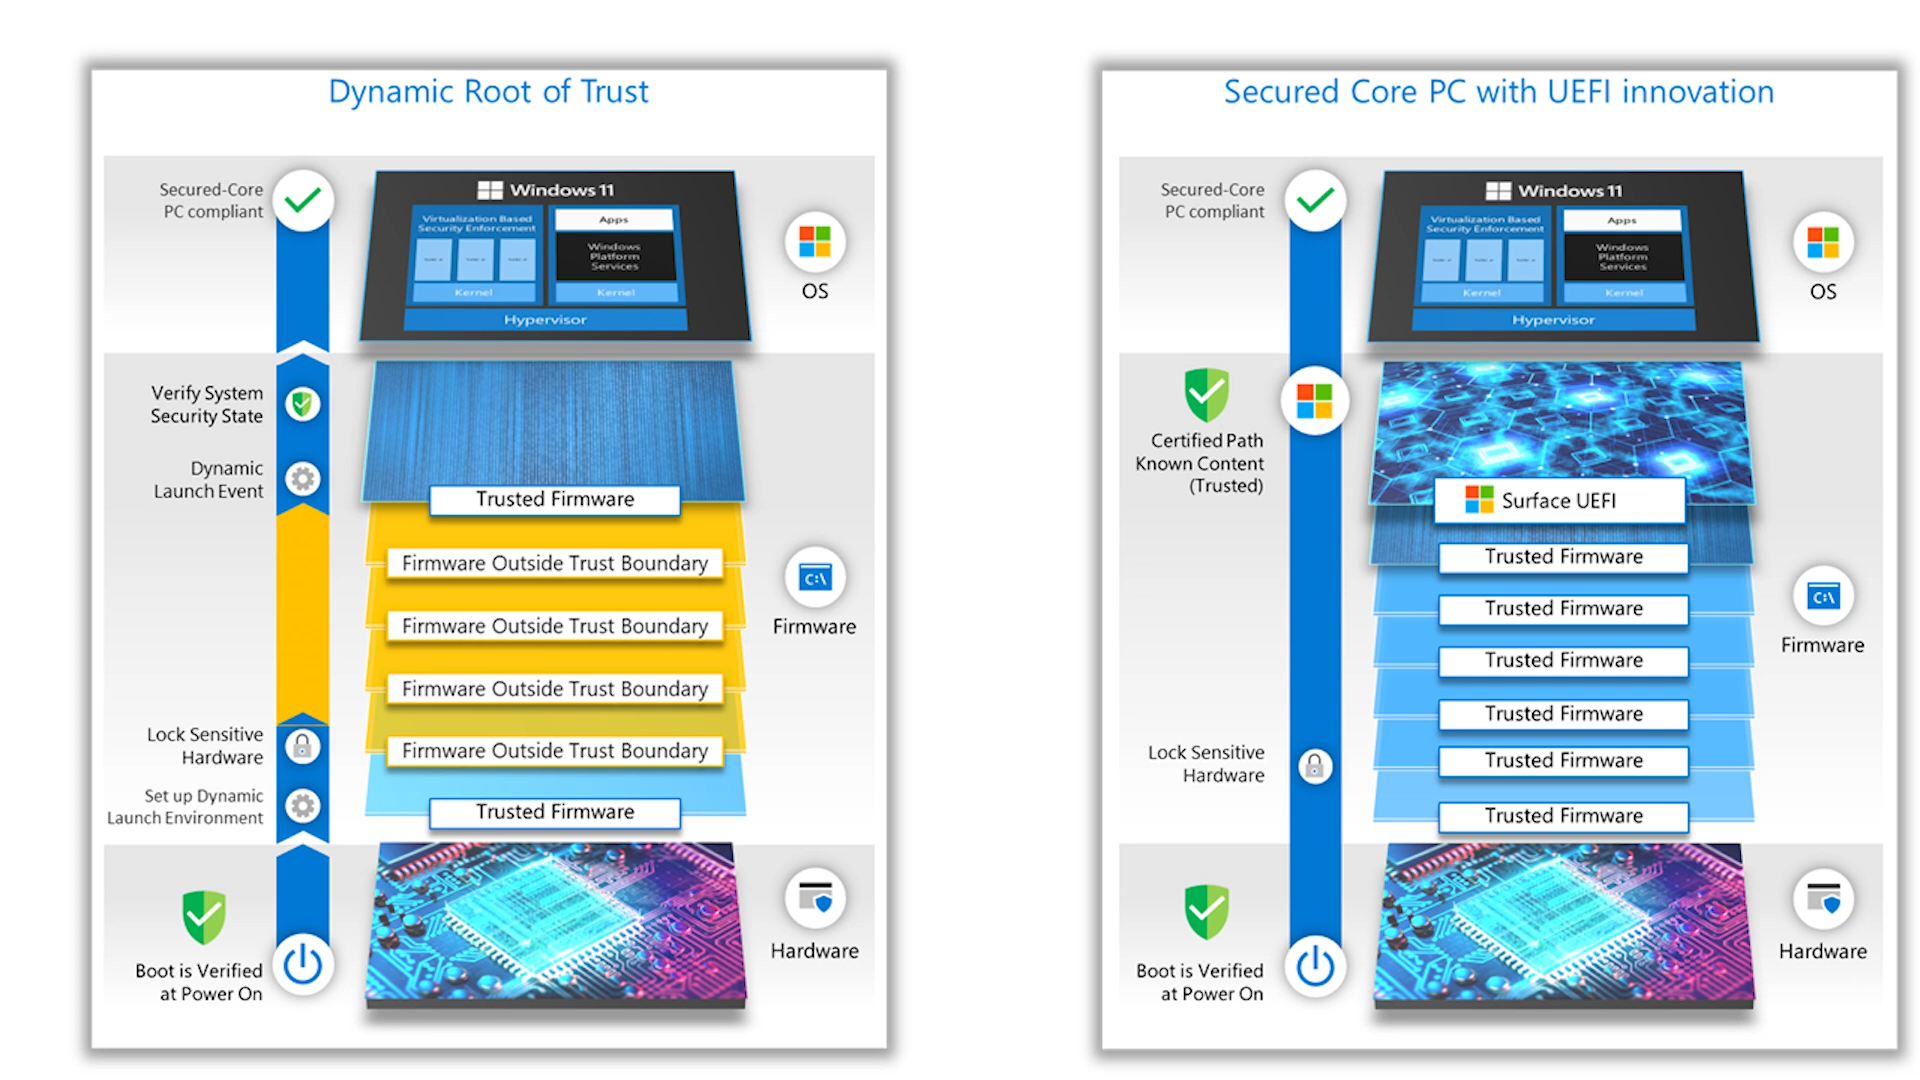 Dynamic Root of Trust
Secured-Core
PC compliant
Windows 11
Virtualization Based
Security Enforcement
Kernel
Apps
Windows
Platform
Services
Kernel
Hypervisor
OS
Verify System
Security State
Dynamic
Launch Event
Trusted Firmware
Firmware Outside Trust Boundary
Firmware Outside Trust Boundary
Firmware Outside Trust Boundary
Firmware Outside Trust Boundary
Trusted Firmware
C:\
Firmware
Lock Sensitive
Hardware
Set up Dynamic
Launch Environment
Boot is Verified
at Power On
Hardware
Secured Core PC with UEFI innovation
Secured-Core
PC compliant
Windows 11
Virtualization Based
Security Enforcement
Kernel
Apps
Windows
Platform
Services
Kernel
Hypervisor
OS
Certified Path
Known Content
(Trusted)
Surface UEFI
Trusted Firmware
Trusted Firmware
Trusted Firmware
Trusted Firmware
Trusted Firmware
Trusted Firmware
C:\
Firmware
Lock Sensitive
Hardware
Boot is Verified
at Power On
Hardware